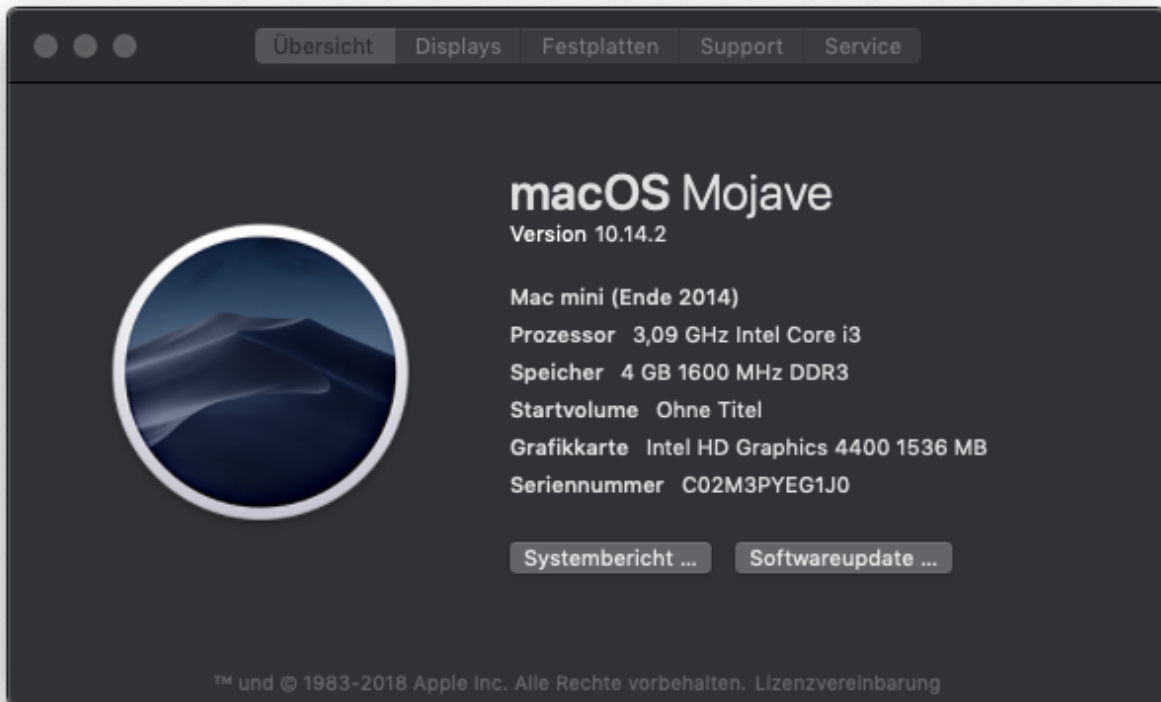 Übersicht Displays Festplatten Support Service
macOS Mojave
Version 10.14.2
Mac mini (Ende 2014)
Prozessor 3,09 GHz Intel Core i3
Speicher 4 GB 1600 MHz DDR3
Startvolume Ohne Titel
Grafikkarte Intel HD Graphics 4400 1536 MB
Seriennummer C02M3PYEG1J0
Systembericht ... Softwareupdate ...
™ und © 1983-2018 Apple Inc. Alle Rechte vorbehalten. Lizenzvereinbarung